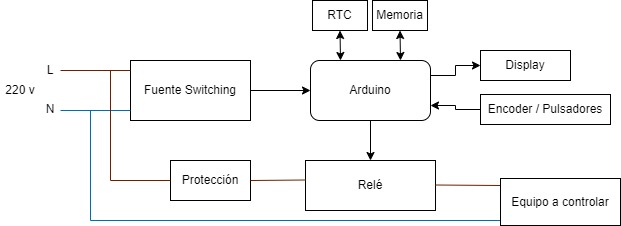 RTC
Memoria
L
220 v
N
Fuente Switching
Arduino
Display
Encoder / Pulsadores
Protección
Relé
Equipo a controlar